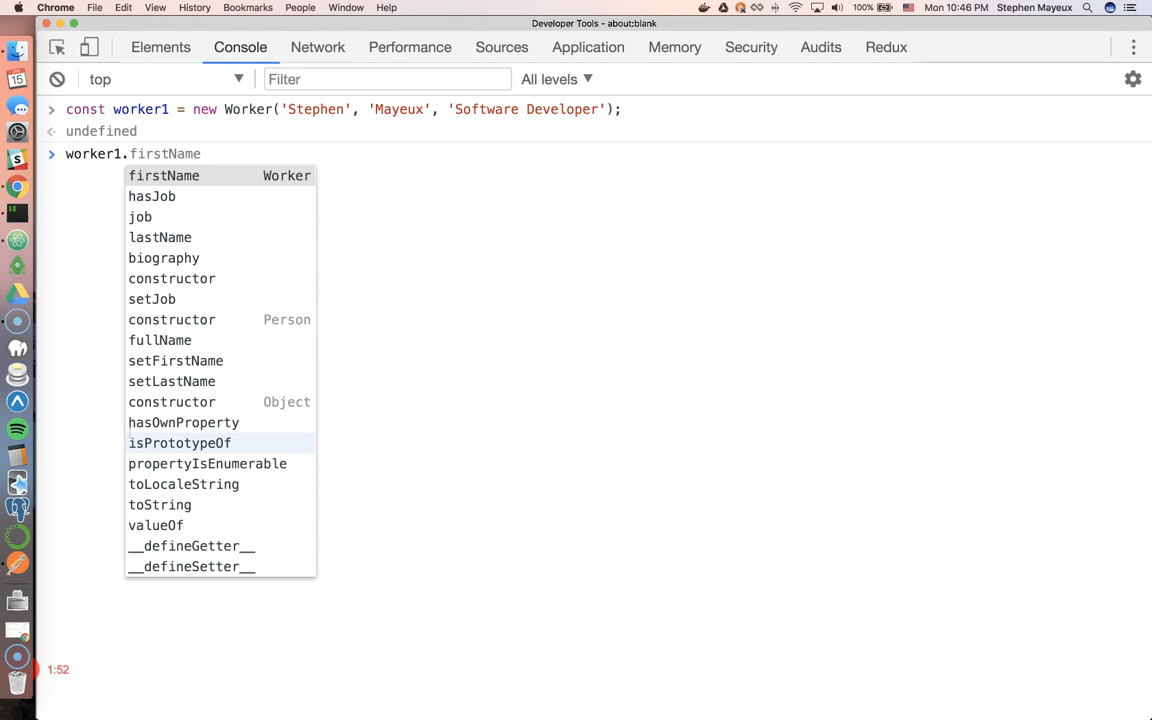 Chrome File Edit View History Bookmarks People Window Help 100% Mon 10:46 PM Stephen Mayeux
Developer Tools - about:blank
Elements Console Network Performance Sources Application Memory Security Audits Redux
top Filter All levels
15
> const worker1 = new Worker('Stephen', 'Mayeux', 'Software Developer');
undefined
> worker1.firstName
firstName Worker
hasJob
job
lastName
biography
constructor
setJob
constructor Person
fullName
setFirstName
setLastName
constructor Object
hasOwnProperty
isPrototypeOf
propertyIsEnumerable
toLocaleString
toString
valueOf
__defineGetter__
__defineSetter__
1:52